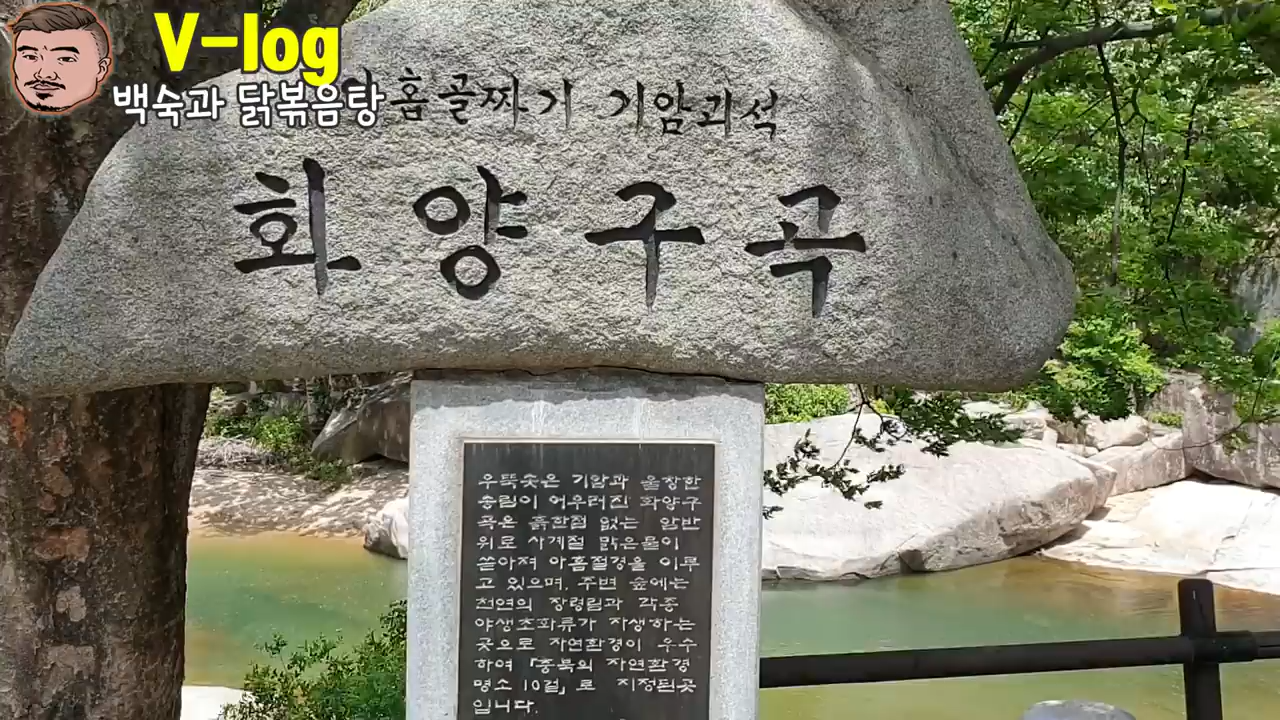 V-log
백숙과 닭볶음탕
홉골짜기 기암괴석
화양구곡
우뚝솟은 기암과 울창한
송림이 어우러진 화양구
곡은 흙한점 없는 암반
위로 사계절 맑은물이
쏟아져 아홉절경을 이루
고 있으며, 주변 숲에는
천연의 장령림과 각종
야생초화류가 자생하는
곳으로 자연환경이 우수
하여 「충북의 자연환경
명소 10걸」로 지정된곳
입니다.